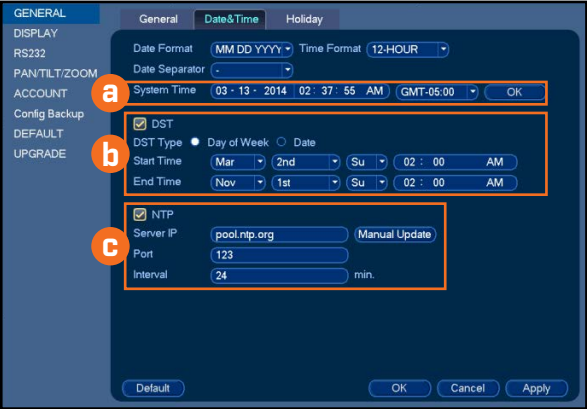 GENERAL
DISPLAY
RS232
PAN/TILT/ZOOM
ACCOUNT
Config Backup
DEFAULT
UPGRADE
General Date&Time Holiday
Date Format MM DD YYYY Time Format 12-HOUR
Date Separator -
a System Time 03 - 13 - 2014 02 : 37 : 55 AM GMT-05:00 OK
b
DST
DST Type Day of Week Date
Start Time Mar 2nd Su 02 : 00 AM
End Time Nov 1st Su 02 : 00 AM
c
NTP
Server IP pool.ntp.org Manual Update
Port 123
Interval 24 min.
Default OK Cancel Apply